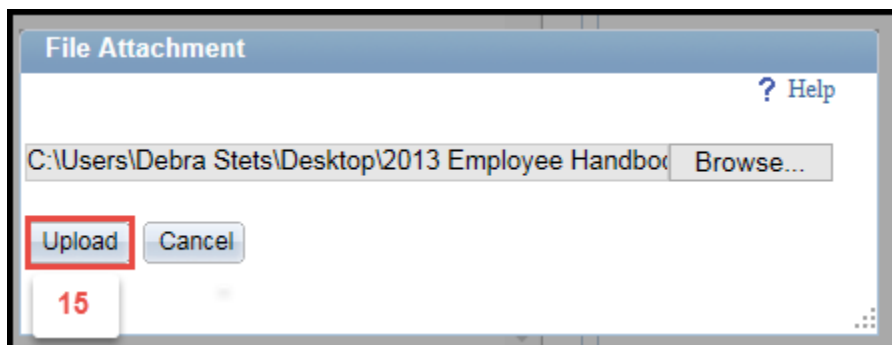 File Attachment
? Help
C:\Users\Debra Stets\Desktop\2013 Employee Handboo Browse...
Upload Cancel
15